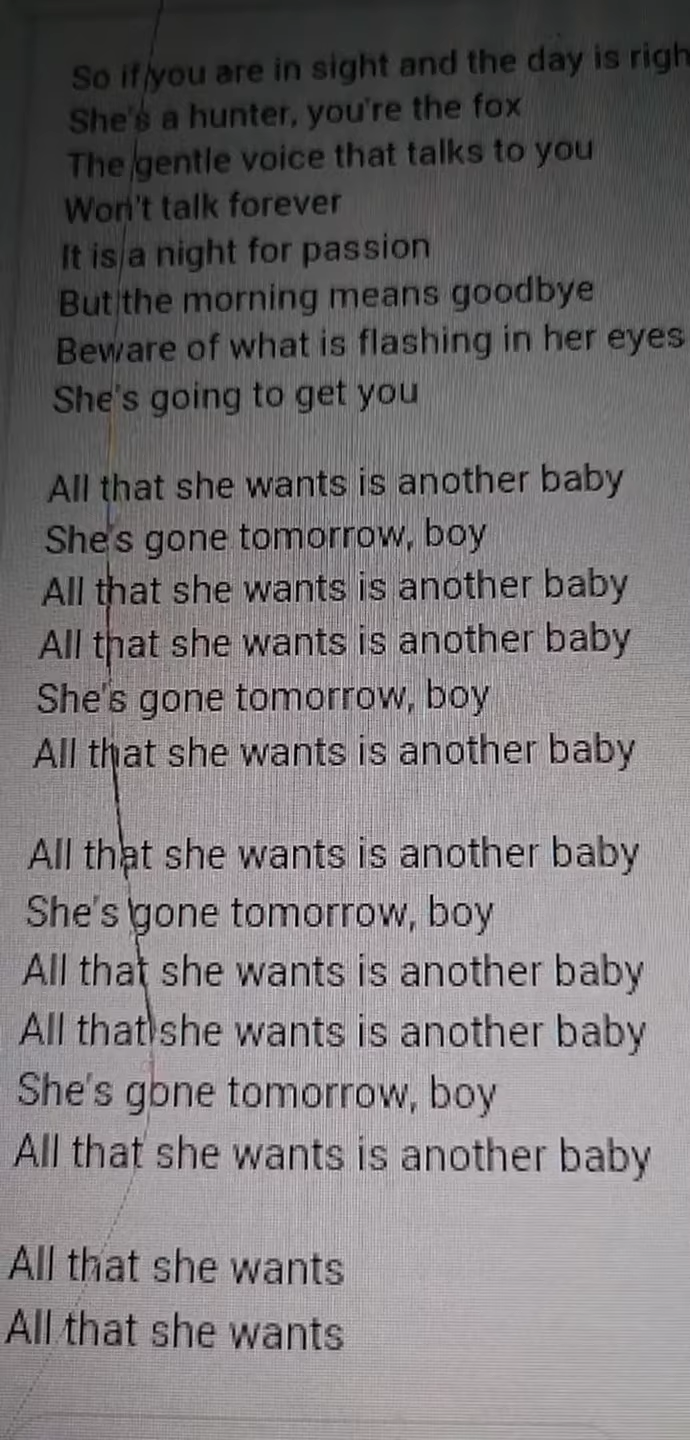 So if you are in sight and the day is righ
She's a hunter, you're the fox
The gentle voice that talks to you
Won't talk forever
It is a night for passion
But the morning means goodbye
Beware of what is flashing in her eyes
She's going to get you
All that she wants is another baby
She's gone tomorrow, boy
All that she wants is another baby
All that she wants is another baby
She's gone tomorrow, boy
All that she wants is another baby
All that she wants is another baby
She's gone tomorrow, boy
All that she wants is another baby
All that she wants is another baby
She's gone tomorrow, boy
All that she wants is another baby
All that she wants
All that she wants